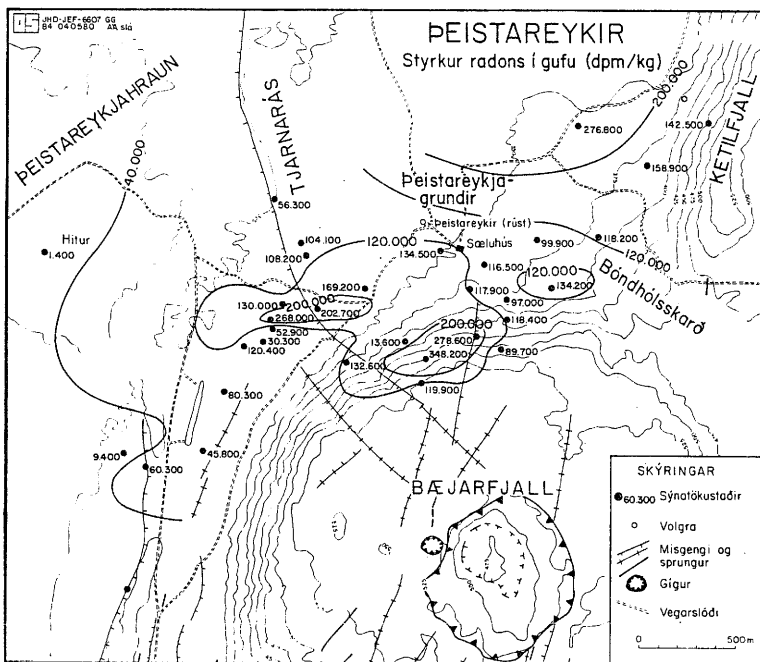 JHD-JEF-6607 GG
84 040580 AA slá
ÞEISTAREYKIR
Styrkur radons í gufu (dpm/kg)
ÞEISTAREYKJAHRAUN
TJARNARÁS
KETILFJALL
200.000
276.800
142.500
158.900
40.000
Þeistareykja-
grundir
56.300
Hitur
1.400
104.100
108.200
120.000
Þeistareykir (rúst)
Sæluhús
134.500
99.900
118.200
120.000
116.500
120.000
134.200
Bóndhólsskarð
169.200
117.900
97.000
130.000
200.000
202.700
268.000
118.400
52.900
30.300
120.400
13.600
200.000
278.600
348.200
89.700
132.600
119.900
80.300
9.400
60.300
45.800
BÆJARFJALL
SKÝRINGAR
60.300 Sýnatökustaðir
Volgra
Misgengi og
sprungur
Gígur
Vegarslóði
0 500m